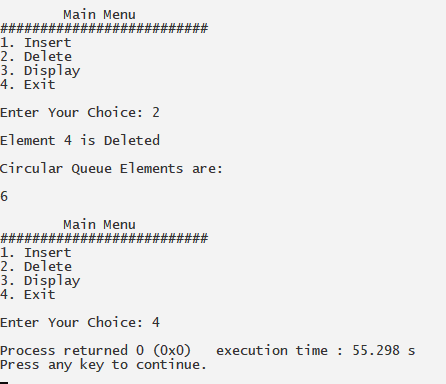 Main Menu
##########################
1. Insert
2. Delete
3. Display
4. Exit
Enter Your Choice: 2
Element 4 is Deleted
Circular Queue Elements are:
6
Main Menu
##########################
1. Insert
2. Delete
3. Display
4. Exit
Enter Your Choice: 4
Process returned 0 (0x0)   execution time : 55.298 s
Press any key to continue.